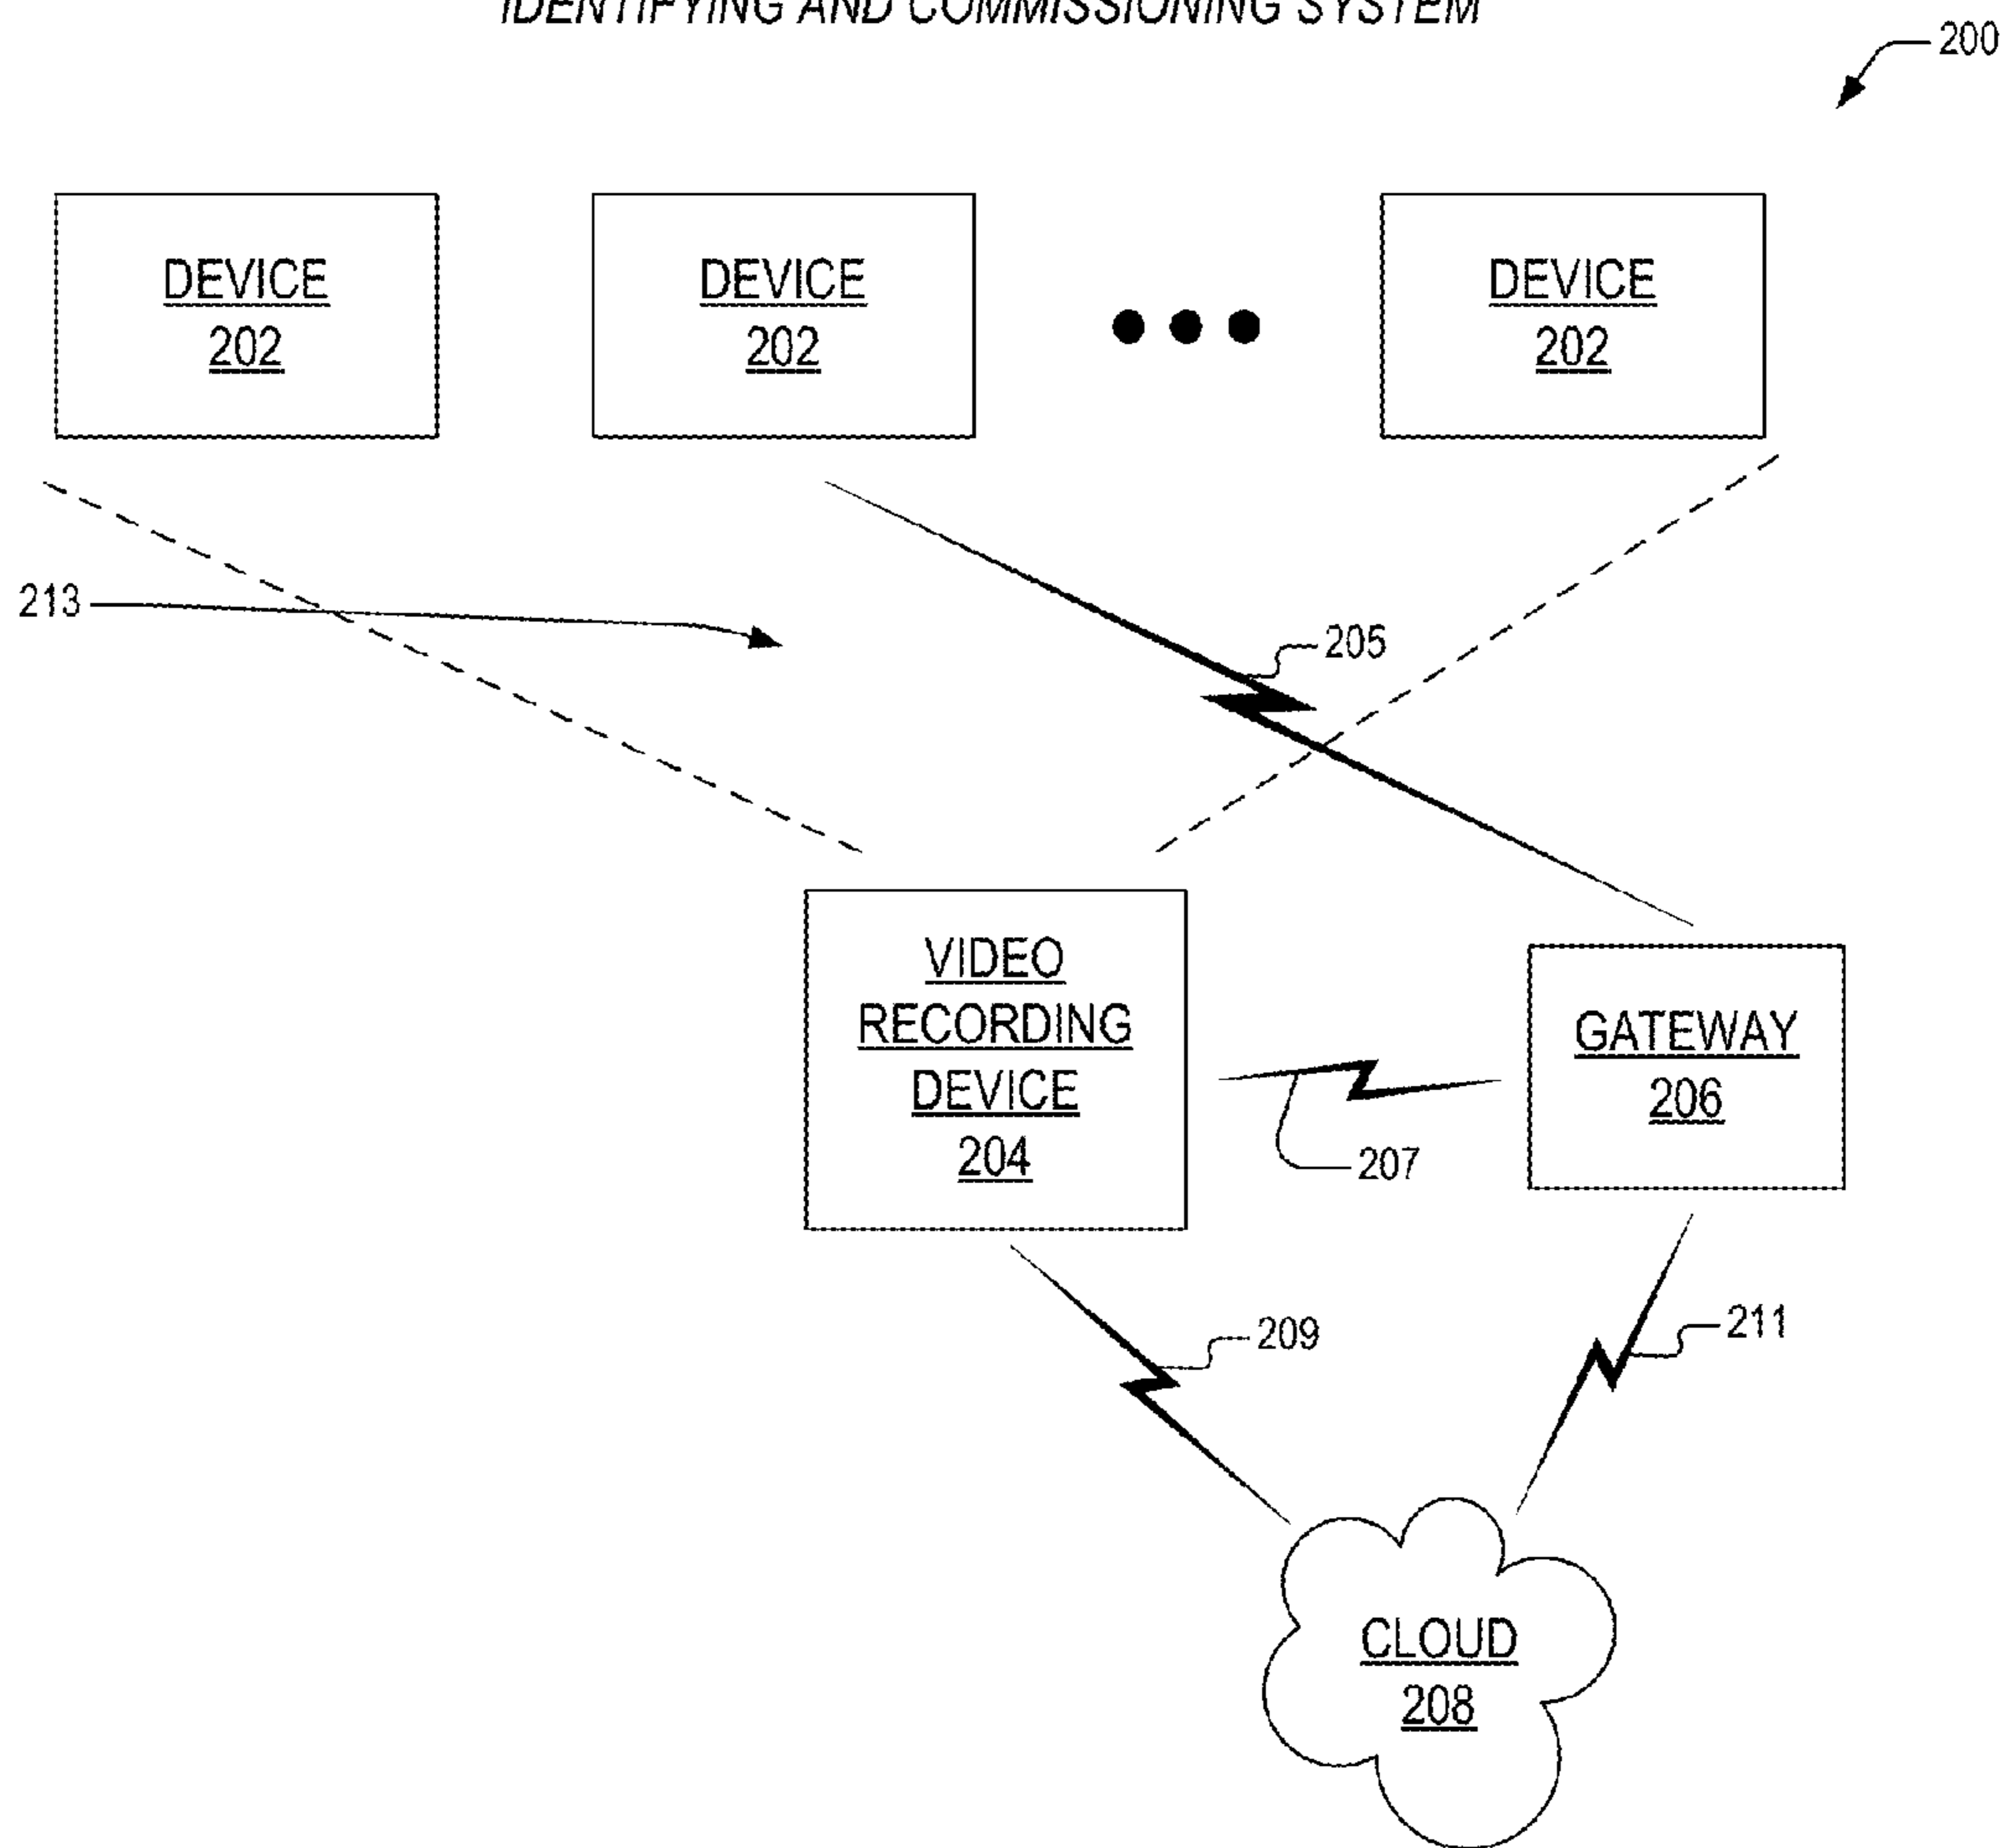 IDENTIFYING AND COMMISSIONING SYSTEM
200
DEVICE
202
DEVICE
202
DEVICE
202
213
205
VIDEO
RECORDING
DEVICE
204
GATEWAY
206
207
209
211
CLOUD
208